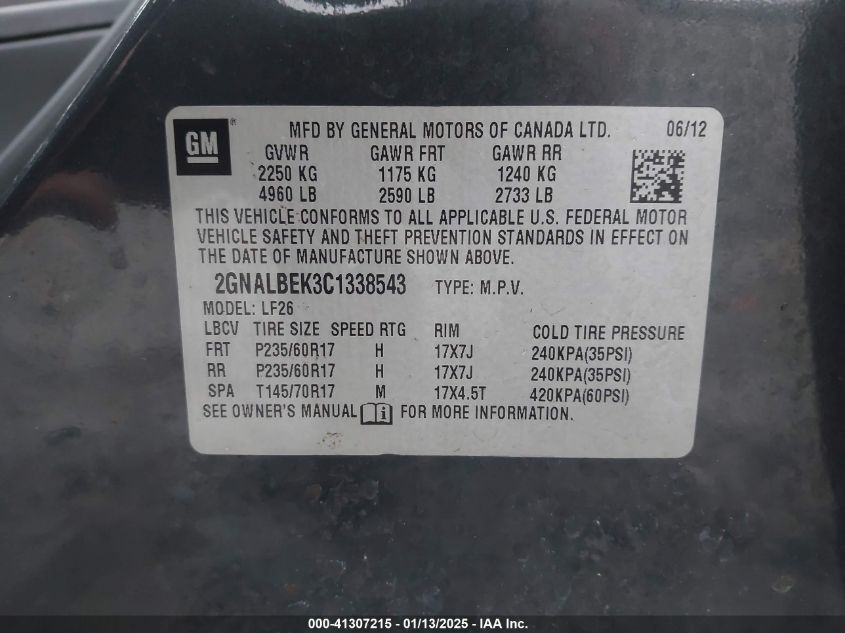 GM ® MFD BY GENERAL MOTORS OF CANADA LTD. 06/12
GVWR GAWR FRT GAWR RR
2250 KG 1175 KG 1240 KG
4960 LB 2590 LB 2733 LB
THIS VEHICLE CONFORMS TO ALL APPLICABLE U.S. FEDERAL MOTOR
VEHICLE SAFETY AND THEFT PREVENTION STANDARDS IN EFFECT ON
THE DATE OF MANUFACTURE SHOWN ABOVE.
2GNALBEK3C1338543 TYPE: M.P.V.
MODEL: LF26
LBCV TIRE SIZE SPEED RTG RIM COLD TIRE PRESSURE
FRT P235/60R17 H 17X7J 240KPA(35PSI)
RR P235/60R17 H 17X7J 240KPA(35PSI)
SPA T145/70R17 M 17X4.5T 420KPA(60PSI)
SEE OWNER'S MANUAL i FOR MORE INFORMATION.
000-41307215 - 01/13/2025 - IAAI Inc.